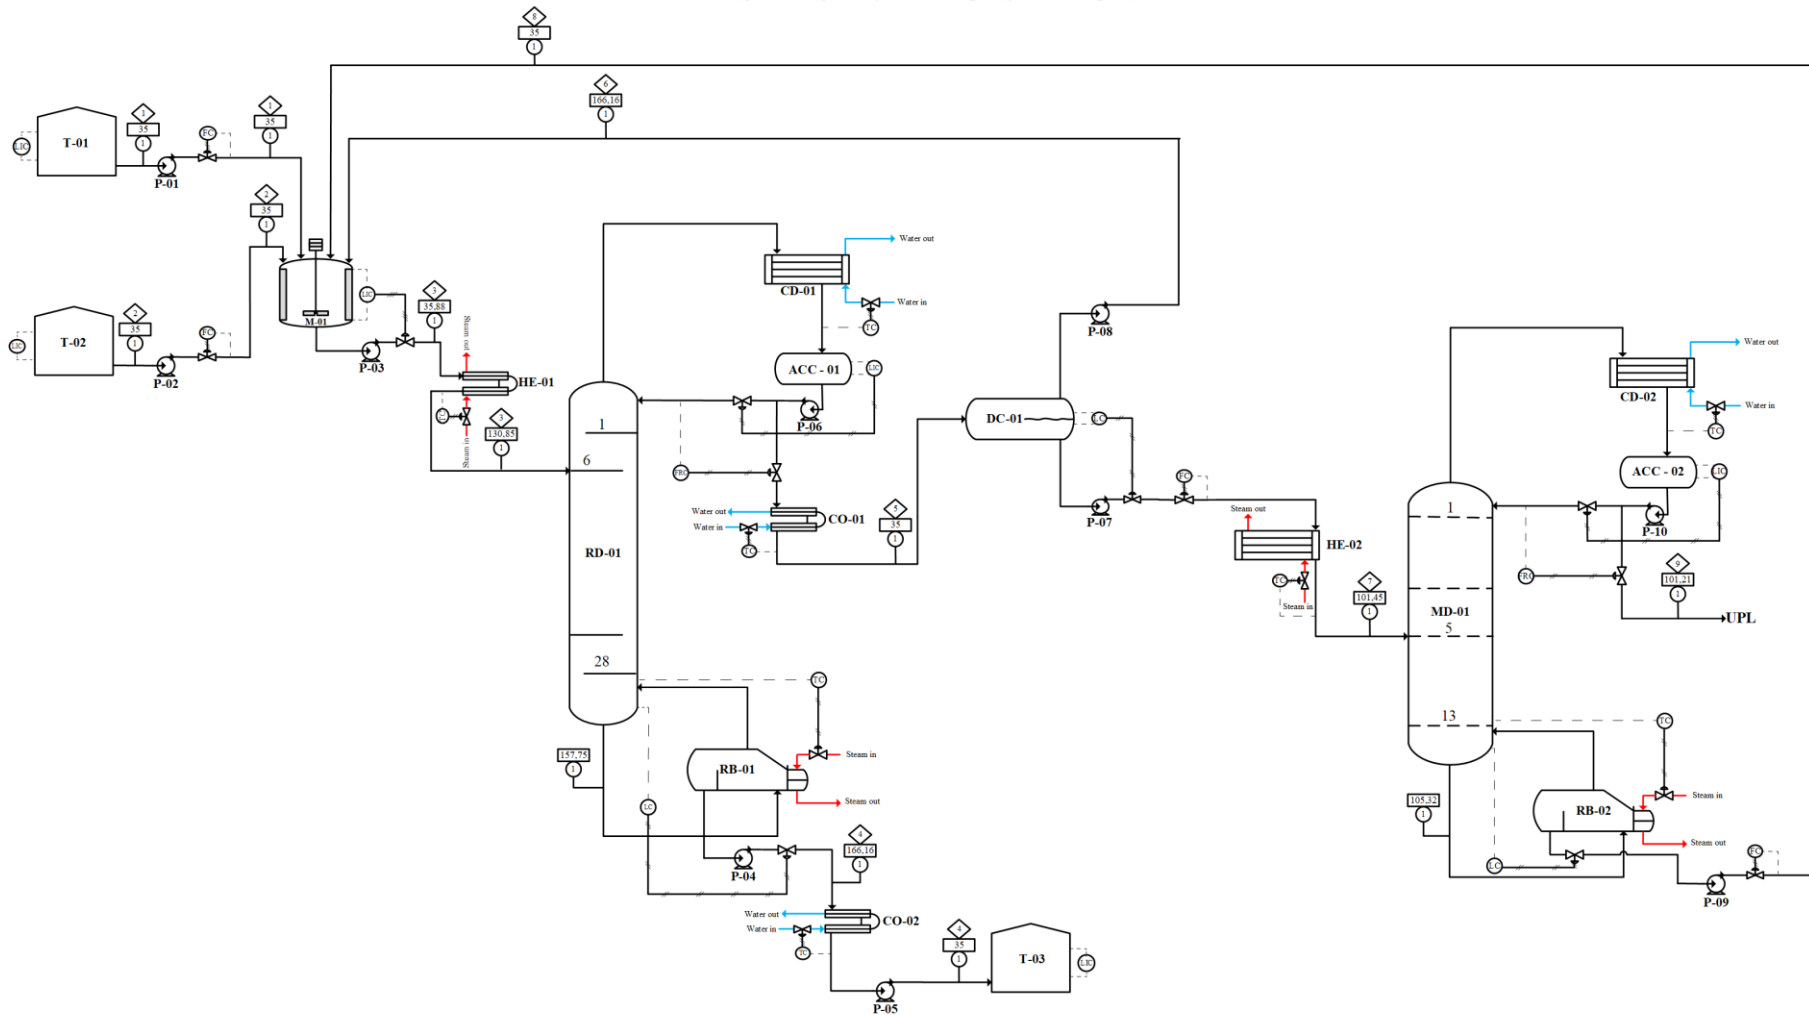 8
35
1
6
166,16
1
1
35
1
1
35
1
FC
LIC
T-01
P-01
2
35
1
2
35
1
FC
LIC
T-02
P-02
M-01
LIC
P-03
3
35,88
1
Steam out
HE-01
TC
Steam in
3
130,85
1
Water out
CD-01
Water in
TC
ACC - 01
LIC
P-06
FRC
Water out
Water in
CO-01
TC
5
35
1
1
6
RD-01
28
TC
157,75
1
RB-01
Steam in
Steam out
LC
P-04
4
166,16
1
Water out
Water in
CO-02
TC
P-05
4
35
1
T-03
LIC
P-08
DC-01
LC
P-07
FC
Steam out
HE-02
TC
Steam in
7
101,45
1
Water out
CD-02
Water in
TC
ACC - 02
LIC
P-10
FRC
9
101,21
1
UPL
1
MD-01
5
13
TC
105,32
1
RB-02
Steam in
Steam out
LC
FC
P-09